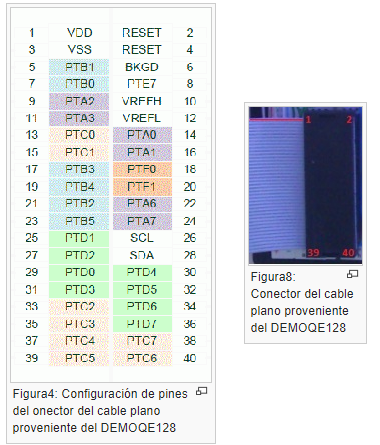 1 VDD RESET 2
3 VSS RESET 4
5 PTB1 BKGD 6
7 PTB0 PTE7 8
9 PTA2 VREFH 10
11 PTA3 VREFL 12
13 PTC0 PTA0 14
15 PTC1 PTA1 16
17 PTB3 PTF0 18
19 PTB4 PTF1 20
21 PTB2 PTA6 22
23 PTB5 PTA7 24
25 PTD1 SCL 26
27 PTD2 SDA 28
29 PTD0 PTD4 30
31 PTD3 PTD5 32
33 PTC2 PTD6 34
35 PTC3 PTD7 36
37 PTC4 PTC7 38
39 PTC5 PTC6 40
Figura4: Configuración de pines
del onector del cable plano
proveniente del DEMOQE128
1 2
39 40
Figura8:
Conector del cable
plano proveniente
del DEMOQE128